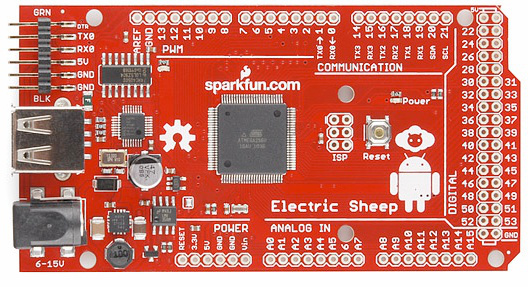 GRN
DTR
TX0
RX0
5V
GND
GND
BLK
AREF
GND
13 12 11 10 9 8 7 6 5 4 3 2
PWM
TX0→1
RX0←0
14 15 16 17 18 19 20 21
TX3 RX3 TX2 RX2 TX1 RX1 SDA SCL
COMMUNICATION
sparkfun.com
Power
ISP
Reset
5V
22
24
26
28
30 31
32 33
34 35
36 37
38 39
40 41
42 43
44 45
46 47
48 49
50 51
52 53
GND
DIGITAL
Electric Sheep
6-15V
POWER
RESET 3.3V 5V GND GND Vin
ANALOG IN
A0 A1 A2 A3 A4 A5 A6 A7 A8 A9 A10 A11 A12 A13 A14 A15